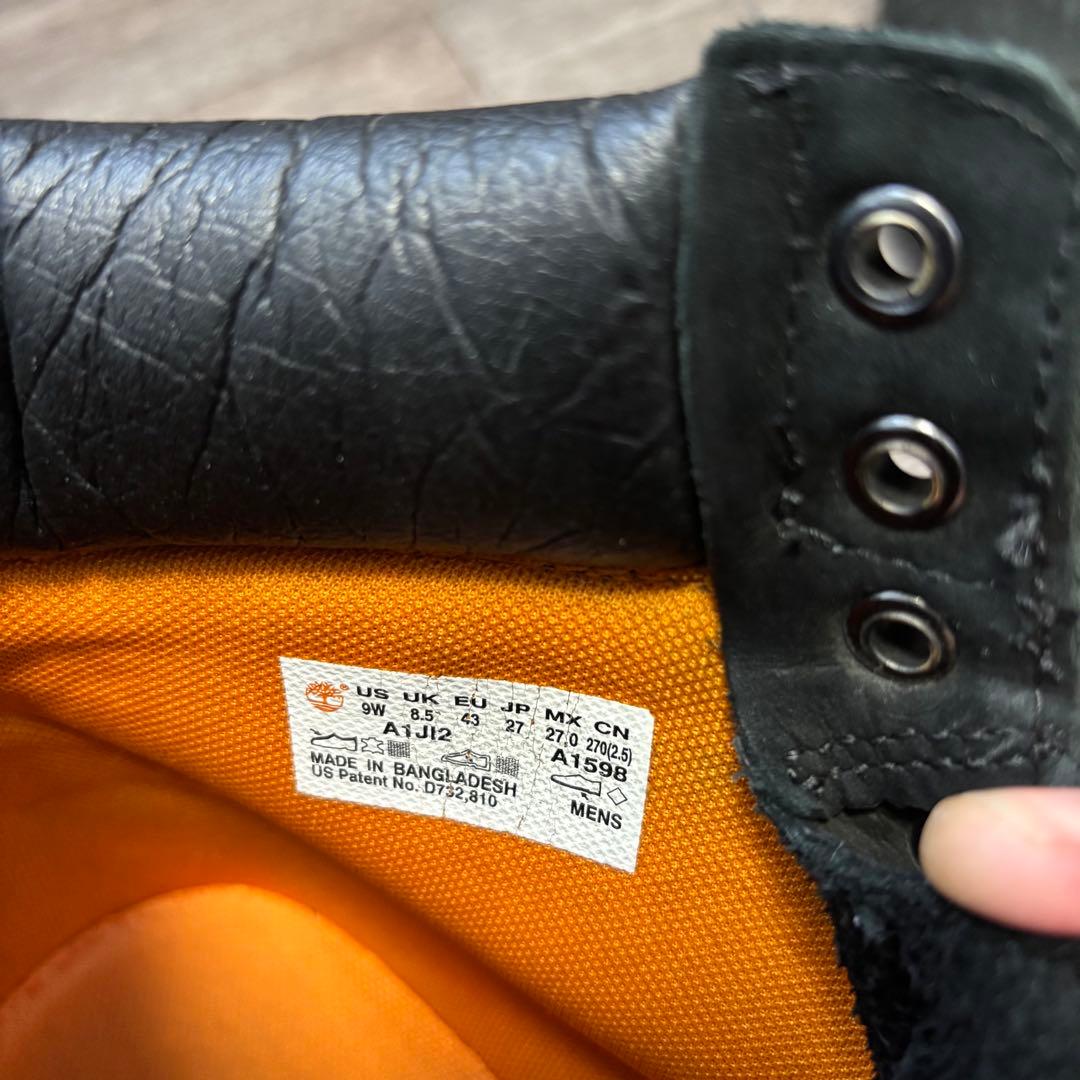 US UK EU JP MX CN
9W 8.5 43 27 27.0 270(2.5)
A1JI2 A1598
MADE IN BANGLADESH
US Patent No. D732,810
MENS